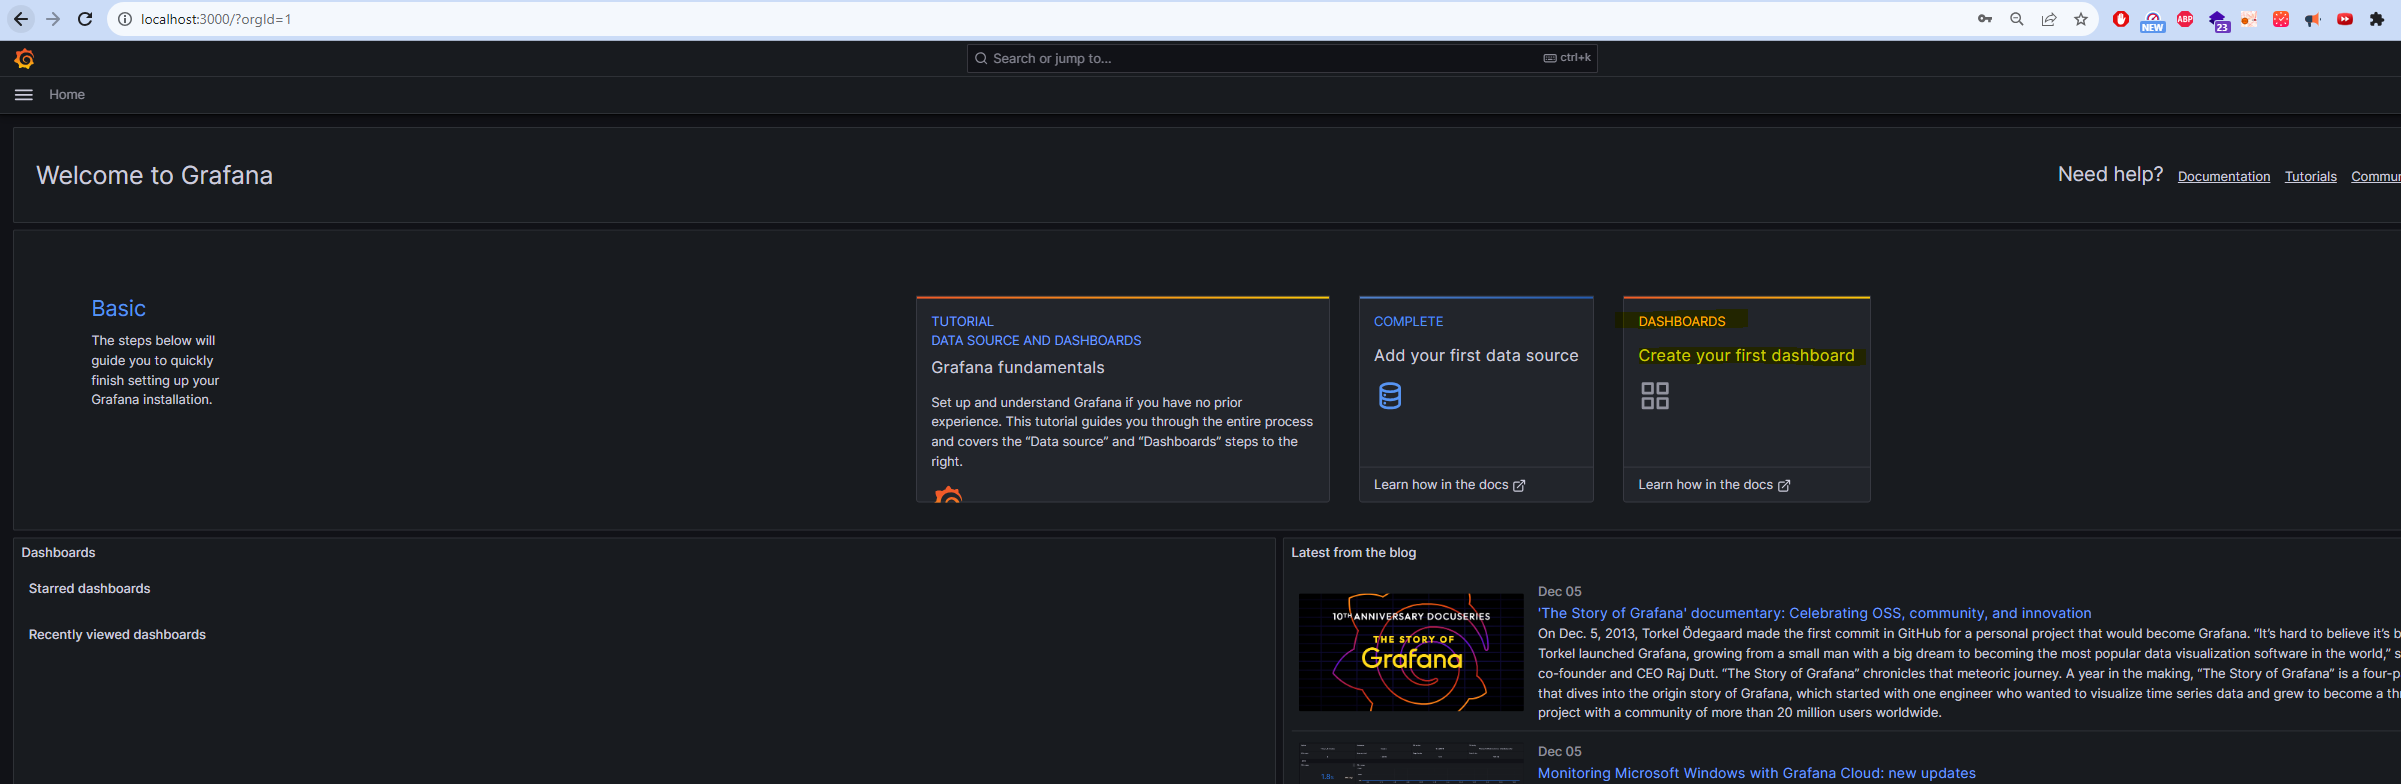 localhost:3000/?orgId=1
NEW
ABP
23
Search or jump to...
ctrl+k
Home
Welcome to Grafana
Need help?
Documentation
Tutorials
Commun
Basic
The steps below will
guide you to quickly
finish setting up your
Grafana installation.
TUTORIAL
DATA SOURCE AND DASHBOARDS
Grafana fundamentals
Set up and understand Grafana if you have no prior
experience. This tutorial guides you through the entire process
and covers the “Data source” and “Dashboards” steps to the
right.
COMPLETE
Add your first data source
Learn how in the docs
DASHBOARDS
Create your first dashboard
Learn how in the docs
Dashboards
Starred dashboards
Recently viewed dashboards
Latest from the blog
10TH ANNIVERSARY DOCUSERIES
THE STORY OF
Grafana
Dec 05
'The Story of Grafana' documentary: Celebrating OSS, community, and innovation
On Dec. 5, 2013, Torkel Ödegaard made the first commit in GitHub for a personal project that would become Grafana. “It’s hard to believe it’s b
Torkel launched Grafana, growing from a small man with a big dream to becoming the most popular data visualization software in the world,” s
co-founder and CEO Raj Dutt. “The Story of Grafana” chronicles that meteoric journey. A year in the making, “The Story of Grafana” is a four-p
that dives into the origin story of Grafana, which started with one engineer who wanted to visualize time series data and grew to become a thr
project with a community of more than 20 million users worldwide.
Dec 05
Monitoring Microsoft Windows with Grafana Cloud: new updates